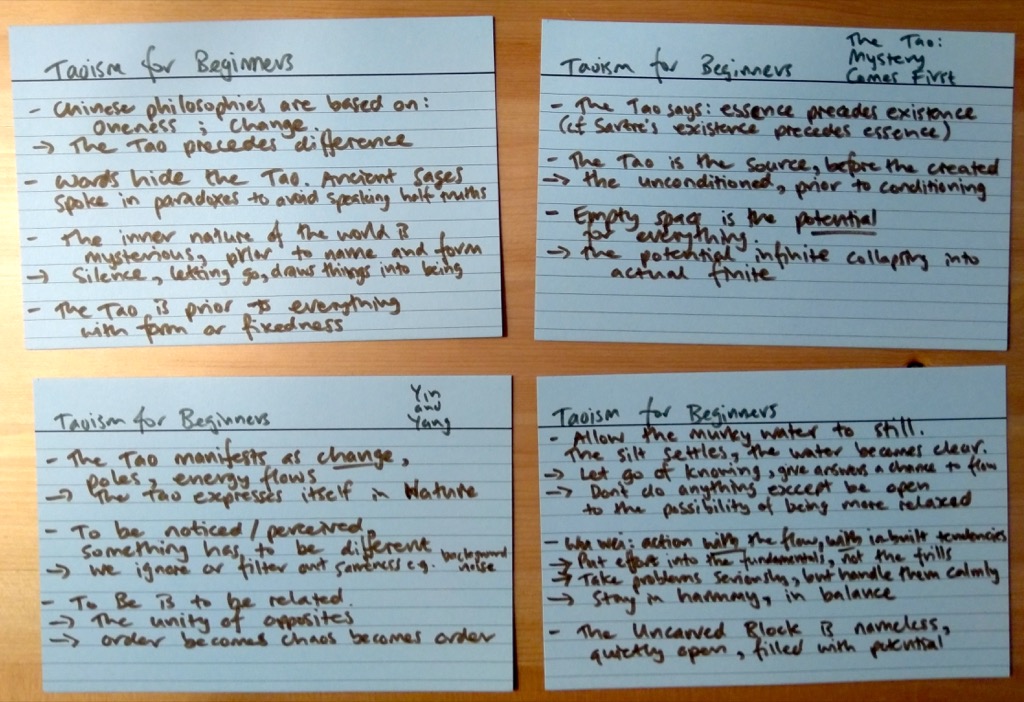 Taoism for Beginners
- Chinese philosophies are based on:
oneness ; change.
→ The Tao precedes difference
- Words hide the Tao. Ancient Sages
spoke in paradoxes to avoid speaking half truths
- The inner nature of the world is
mysterious, prior to name and form
→ Silence, letting go, draws things into being
- The Tao is prior to everything
with form or fixedness
Taoism for Beginners
The Tao:
Mystery
Comes First
- The Tao says: essence precedes existence
(cf Sartre's existence precedes essence)
- The Tao is the source, before the created
→ the unconditioned, prior to conditioning
- Empty space is the potential
for everything.
→ the potential infinite collapsing into
actual finite
Taoism for Beginners
Yin
and
Yang
- The Tao manifests as change,
poles, energy flows
→ The Tao expresses itself in Nature
- To be noticed/perceived,
something has to be different
→ We ignore or filter out sameness e.g. background
noise
- To Be is to be related.
→ The unity of opposites
→ order becomes chaos becomes order
Taoism for Beginners
- Allow the murky water to still.
The silt settles, the water becomes clear.
→ Let go of knowing, give answers a chance to flow
→ Don't do anything except be open
to the possibility of being more relaxed
- Wu wei: action with the flow, with inbuilt tendencies
→ Put effort into the fundamentals, not the frills
→ Take problems seriously, but handle them calmly
→ Stay in harmony, in balance
- The Uncarved Block is nameless,
quietly open, filled with potential